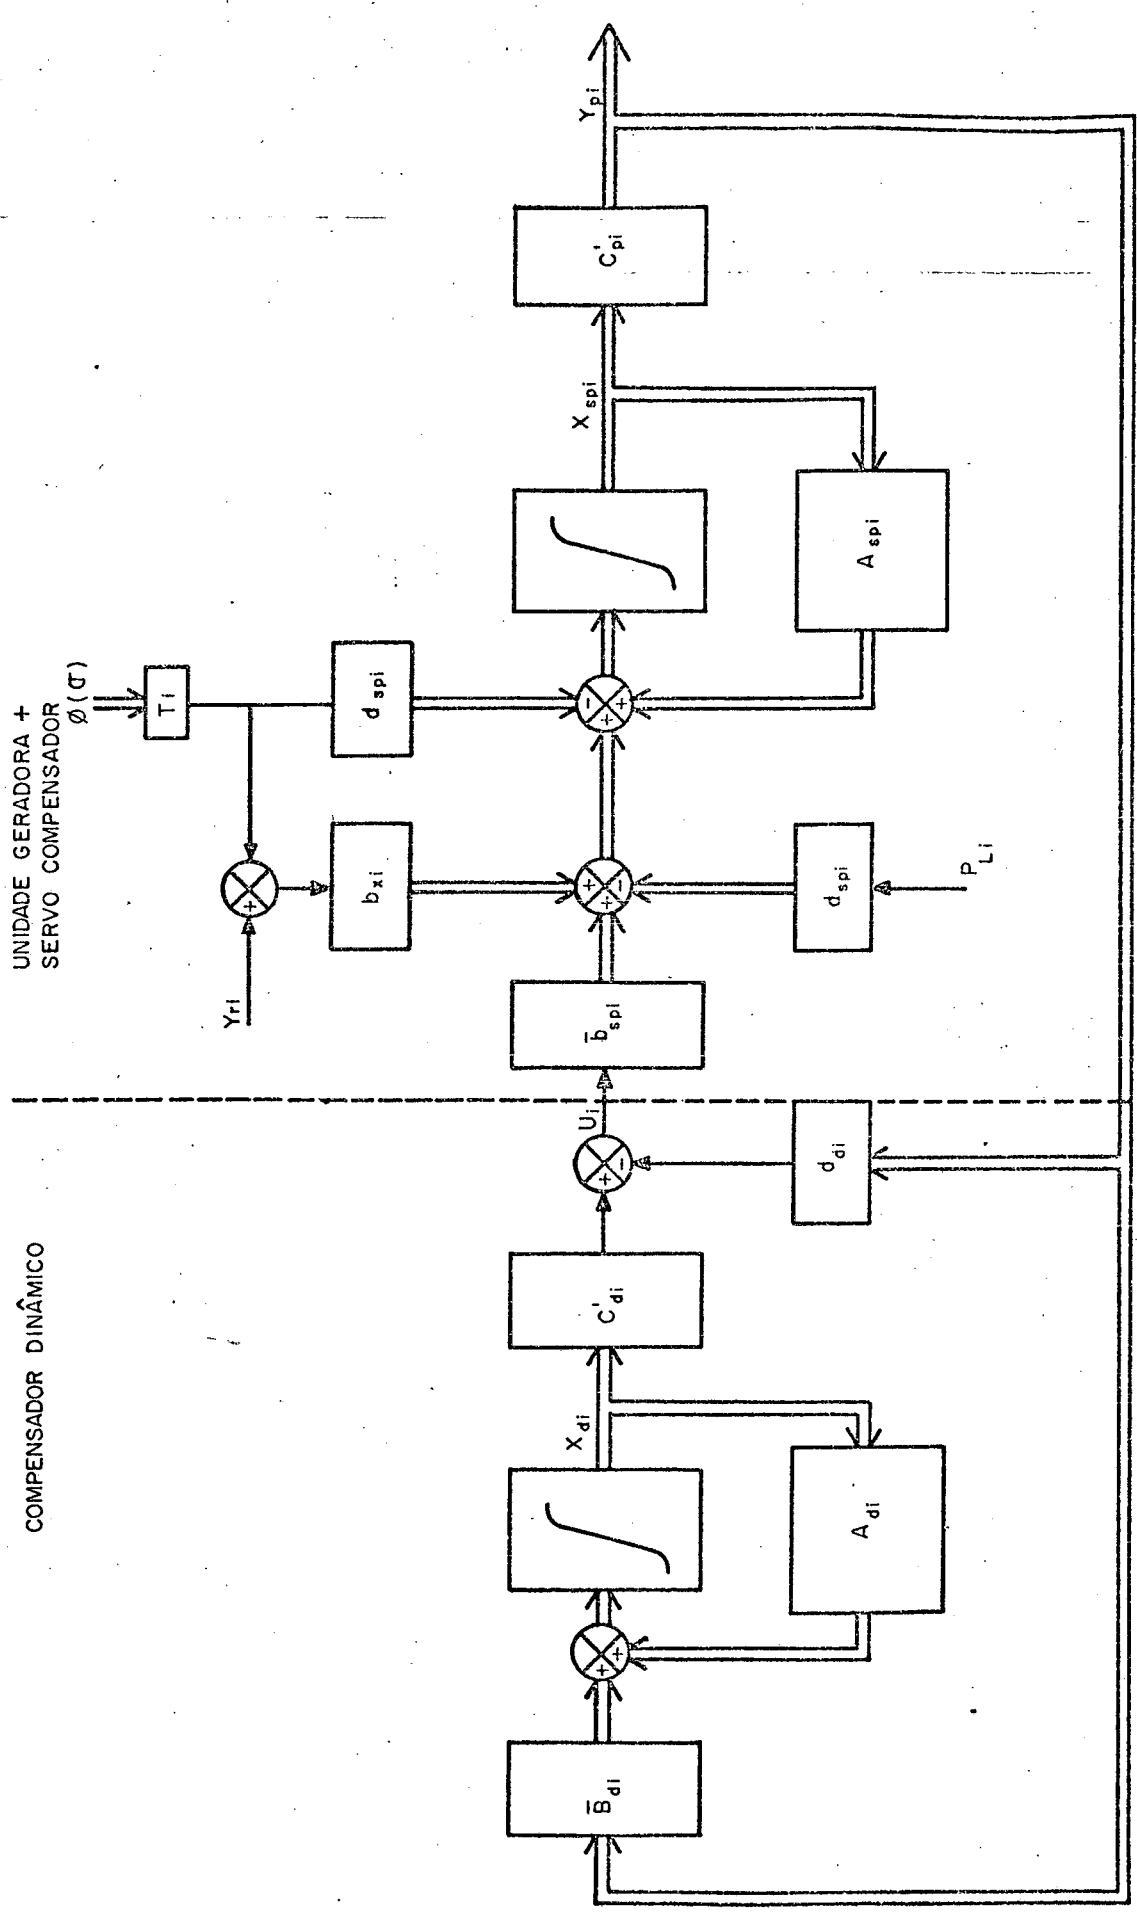 COMPENSADOR DINÂMICO
UNIDADE GERADORA +
SERVO COMPENSADOR
Ø(σ)
Ti
Yri
+
bxi
dspi
B̄di
+
+
Xdi
Adi
C'di
+
-
Ui
ddi
b̄spi
+
+
-
dspi
PLi
-
+
+
Xspi
Aspi
C'pi
Ypi